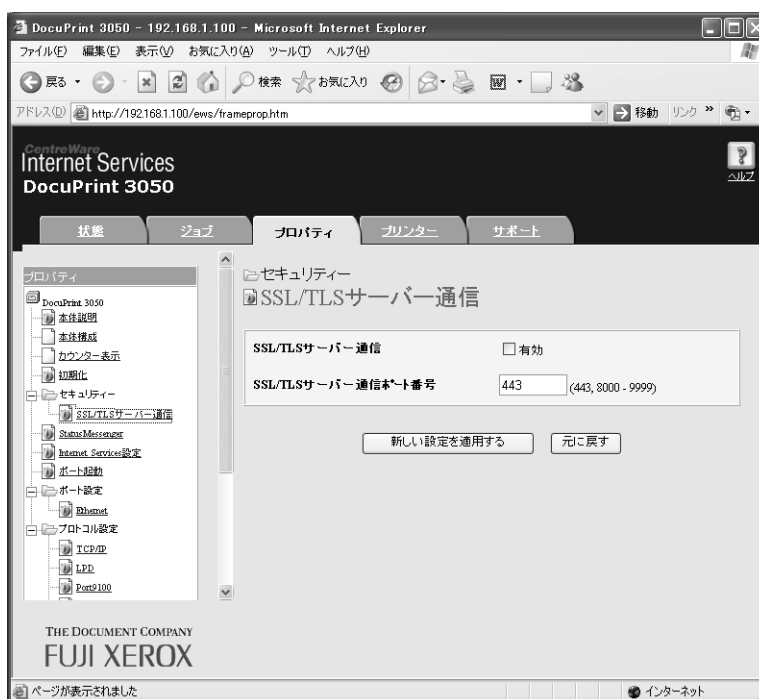 DocuPrint 3050 - 192.168.1.100 - Microsoft Internet Explorer
ファイル(F) 編集(E) 表示(V) お気に入り(A) ツール(T) ヘルプ(H)
戻る 検索 お気に入り
アドレス(D) http://192.168.1.100/ews/frameprop.htm 移動 リンク »
CentreWare
Internet Services
DocuPrint 3050
ヘルプ
状態 ジョブ プロパティ プリンター サポート
プロパティ
DocuPrint 3050
本体説明
本体構成
カウンター表示
初期化
セキュリティー
SSL/TLSサーバー通信
StatusMessenger
Internet Services設定
ポート起動
ポート設定
Ethernet
プロトコル設定
TCP/IP
LPD
Port9100
セキュリティー
SSL/TLSサーバー通信
SSL/TLSサーバー通信 有効
SSL/TLSサーバー通信ポート番号 443 (443, 8000 - 9999)
新しい設定を適用する 元に戻す
THE DOCUMENT COMPANY
FUJI XEROX
ページが表示されました インターネット